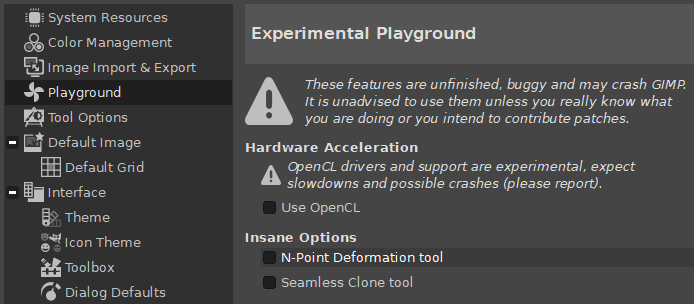 System Resources
Color Management
Image Import & Export
Playground
Tool Options
Default Image
Default Grid
Interface
Theme
Icon Theme
Toolbox
Dialog Defaults
Experimental Playground
These features are unfinished, buggy and may crash GIMP.
It is unadvised to use them unless you really know what
you are doing or you intend to contribute patches.
Hardware Acceleration
OpenCL drivers and support are experimental, expect
slowdowns and possible crashes (please report).
Use OpenCL
Insane Options
N-Point Deformation tool
Seamless Clone tool